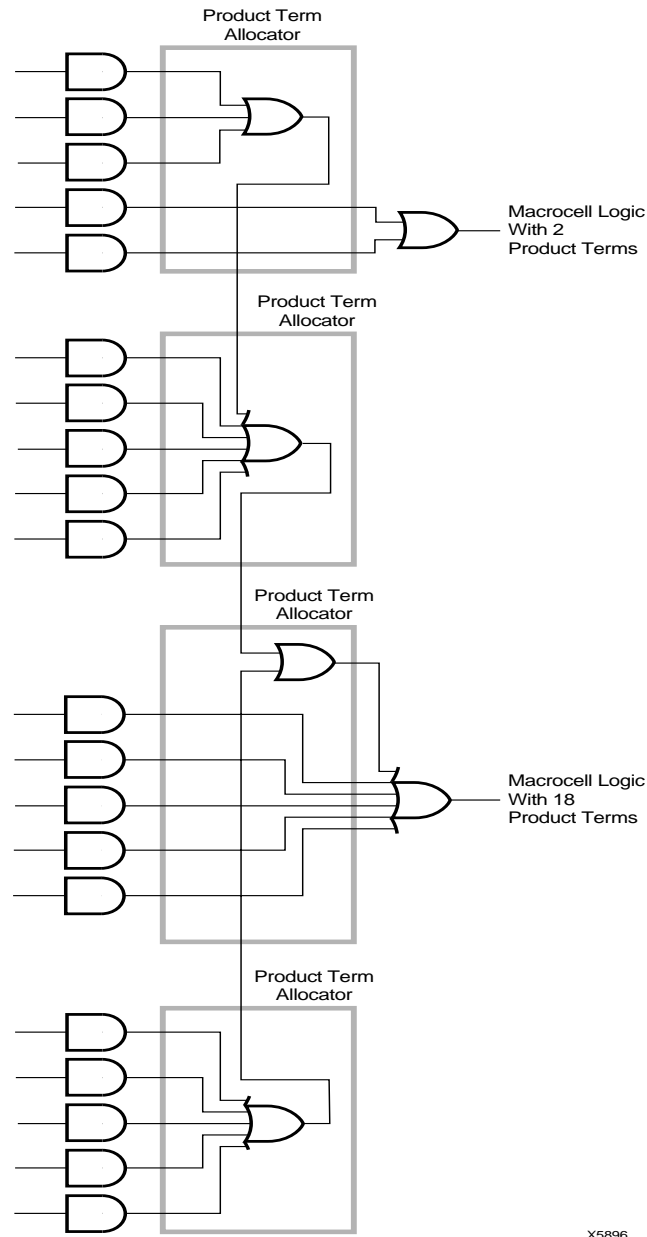 Product Term
Allocator
Macrocell Logic
With 2
Product Terms
Product Term
Allocator
Product Term
Allocator
Macrocell Logic
With 18
Product Terms
Product Term
Allocator
X5896